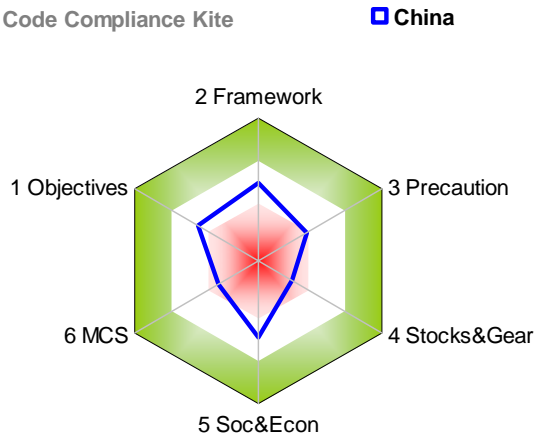 Code Compliance Kite
China
2 Framework
1 Objectives
3 Precaution
6 MCS
4 Stocks&Gear
5 Soc&Econ